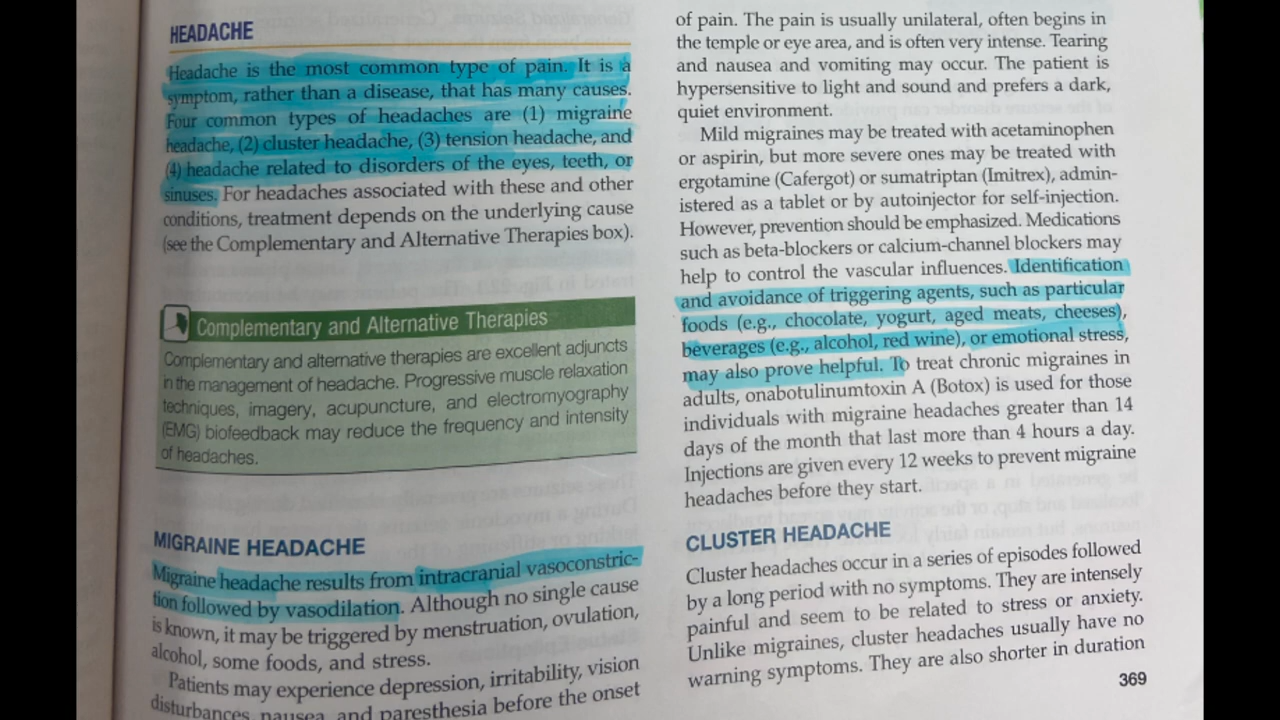 HEADACHE
Headache is the most common type of pain. It is a
symptom, rather than a disease, that has many causes.
Four common types of headaches are (1) migraine
headache, (2) cluster headache, (3) tension headache, and
(4) headache related to disorders of the eyes, teeth, or
sinuses. For headaches associated with these and other
conditions, treatment depends on the underlying cause
(see the Complementary and Alternative Therapies box).
Complementary and Alternative Therapies
Complementary and alternative therapies are excellent adjuncts
in the management of headache. Progressive muscle relaxation
techniques, imagery, acupuncture, and electromyography
(EMG) biofeedback may reduce the frequency and intensity
of headaches.
MIGRAINE HEADACHE
Migraine headache results from intracranial vasoconstric-
tion followed by vasodilation. Although no single cause
is known, it may be triggered by menstruation, ovulation,
alcohol, some foods, and stress.
Patients may experience depression, irritability, vision
disturbances, nausea, and paresthesia before the onset
of pain. The pain is usually unilateral, often begins in
the temple or eye area, and is often very intense. Tearing
and nausea and vomiting may occur. The patient is
hypersensitive to light and sound and prefers a dark,
quiet environment.
Mild migraines may be treated with acetaminophen
or aspirin, but more severe ones may be treated with
ergotamine (Cafergot) or sumatriptan (Imitrex), admin-
istered as a tablet or by autoinjector for self-injection.
However, prevention should be emphasized. Medications
such as beta-blockers or calcium-channel blockers may
help to control the vascular influences. Identification
and avoidance of triggering agents, such as particular
foods (e.g., chocolate, yogurt, aged meats, cheeses),
beverages (e.g., alcohol, red wine), or emotional stress,
may also prove helpful. To treat chronic migraines in
adults, onabotulinumtoxin A (Botox) is used for those
individuals with migraine headaches greater than 14
days of the month that last more than 4 hours a day.
Injections are given every 12 weeks to prevent migraine
headaches before they start.
CLUSTER HEADACHE
Cluster headaches occur in a series of episodes followed
by a long period with no symptoms. They are intensely
painful and seem to be related to stress or anxiety.
Unlike migraines, cluster headaches usually have no
warning symptoms. They are also shorter in duration
369